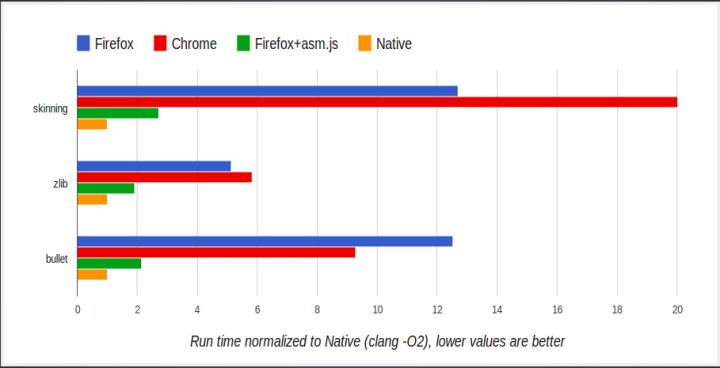 Firefox Chrome Firefox+asm.js Native
skinning
zlib
bullet
0 2 4 6 8 10 12 14 16 18 20
Run time normalized to Native (clang -O2), lower values are better